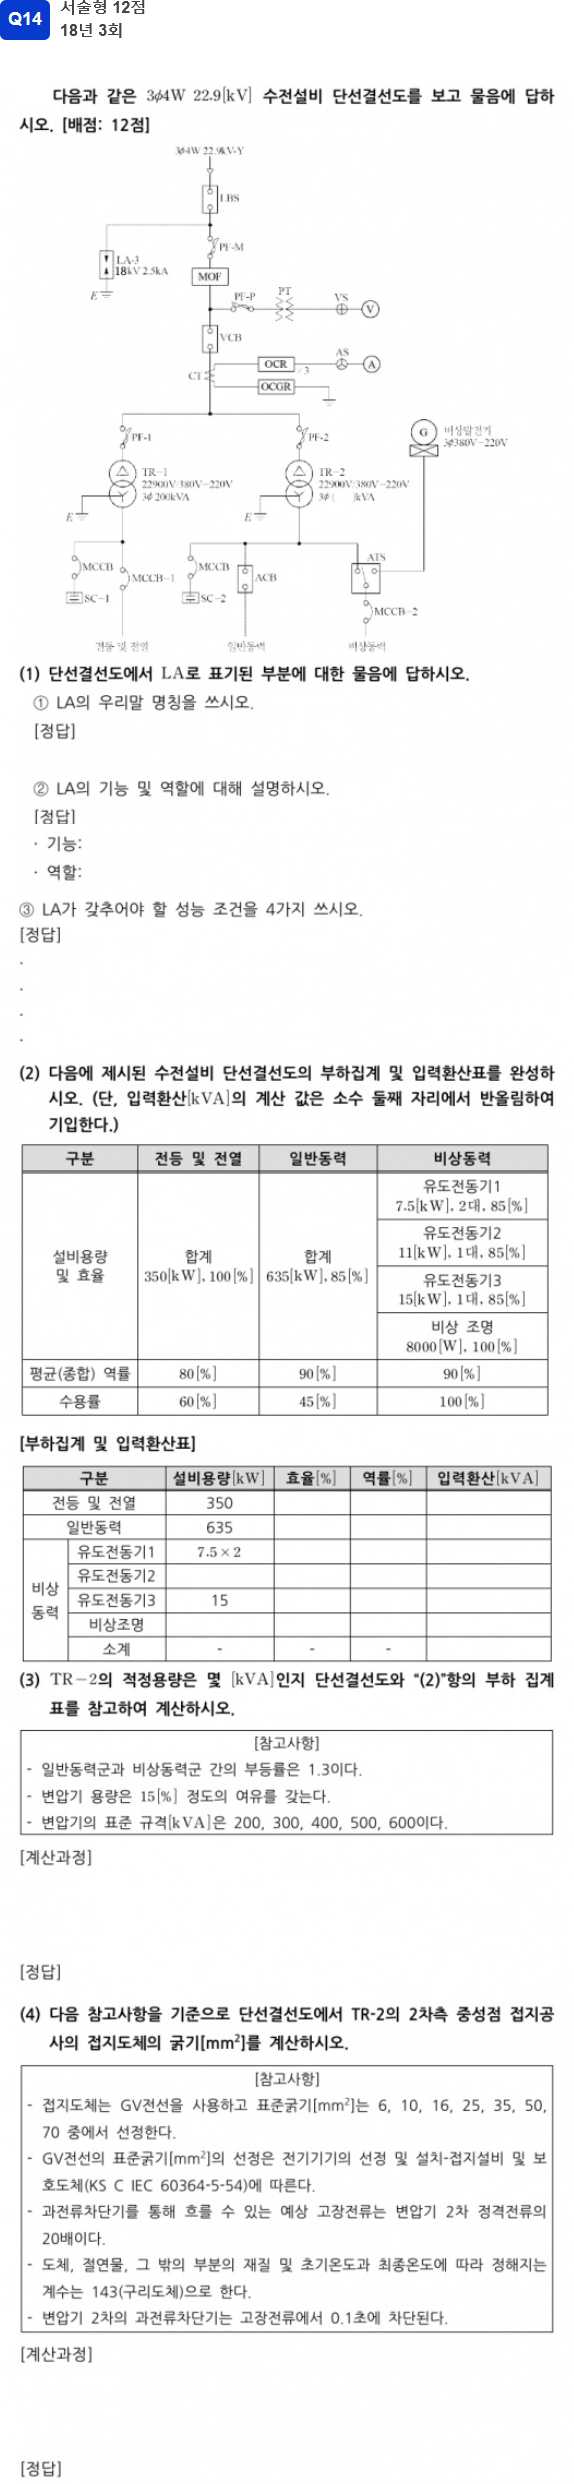 Q14
서술형 12점
18년 3회
다음과 같은 3ϕ4W 22.9[kV] 수전설비 단선결선도를 보고 물음에 답하
시오. [배점: 12점]
3ϕ4W 22.9kV-Y
LBS
PF-M
LA-3
18kV 2.5kA
E
MOF
PF-P
PT
VS
V
VCB
CT
OCR
×3
AS
A
OCGR
PF-1
PF-2
G
비상발전기
3ϕ380V-220V
TR-1
22900V/380V-220V
3ϕ 200kVA
E
TR-2
22900V/380V-220V
3ϕ ( )kVA
E
MCCB
MCCB-1
SC-1
MCCB
SC-2
ACB
ATS
MCCB-2
전등 및 전열
일반동력
비상동력
(1) 단선결선도에서 LA로 표기된 부분에 대한 물음에 답하시오.
① LA의 우리말 명칭을 쓰시오.
[정답]
② LA의 기능 및 역할에 대해 설명하시오.
[정답]
· 기능:
· 역할:
③ LA가 갖추어야 할 성능 조건을 4가지 쓰시오.
[정답]
·
·
·
·
(2) 다음에 제시된 수전설비 단선결선도의 부하집계 및 입력환산표를 완성하
시오. (단, 입력환산[kVA]의 계산 값은 소수 둘째 자리에서 반올림하여
기입한다.)
구분 전등 및 전열 일반동력 비상동력
설비용량 및 효율
합계 350[kW], 100[%]
합계 635[kW], 85[%]
유도전동기1
7.5[kW], 2대, 85[%]
유도전동기2
11[kW], 1대, 85[%]
유도전동기3
15[kW], 1대, 85[%]
비상 조명
8000[W], 100[%]
평균(종합) 역률 80[%] 90[%] 90[%]
수용률 60[%] 45[%] 100[%]
[부하집계 및 입력환산표]
구분 설비용량[kW] 효율[%] 역률[%] 입력환산[kVA]
전등 및 전열 350
일반동력 635
비상
동력
유도전동기1 7.5×2
유도전동기2
유도전동기3 15
비상조명
소계 - - -
(3) TR-2의 적정용량은 몇 [kVA]인지 단선결선도와 “(2)”항의 부하 집계
표를 참고하여 계산하시오.
[참고사항]
- 일반동력군과 비상동력군 간의 부등률은 1.3이다.
- 변압기 용량은 15[%] 정도의 여유를 갖는다.
- 변압기의 표준 규격[kVA]은 200, 300, 400, 500, 600이다.
[계산과정]
[정답]
(4) 다음 참고사항을 기준으로 단선결선도에서 TR-2의 2차측 중성점 접지공
사의 접지도체의 굵기[mm²]를 계산하시오.
[참고사항]
- 접지도체는 GV전선을 사용하고 표준굵기[mm²]는 6, 10, 16, 25, 35, 50,
70 중에서 선정한다.
- GV전선의 표준굵기[mm²]의 선정은 전기기기의 선정 및 설치-접지설비 및 보
호도체(KS C IEC 60364-5-54)에 따른다.
- 과전류차단기를 통해 흐를 수 있는 예상 고장전류는 변압기 2차 정격전류의
20배이다.
- 도체, 절연물, 그 밖의 부분의 재질 및 초기온도와 최종온도에 따라 정해지는
계수는 143(구리도체)으로 한다.
- 변압기 2차의 과전류차단기는 고장전류에서 0.1초에 차단된다.
[계산과정]
[정답]